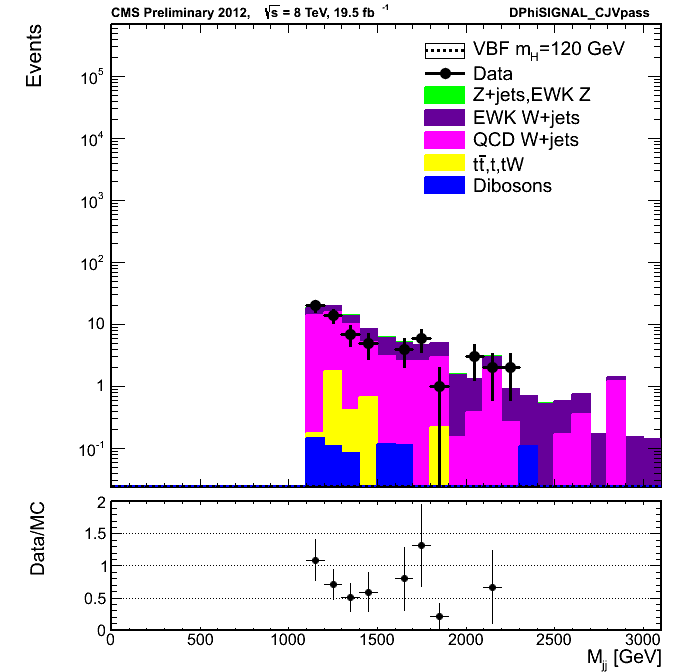 CMS Preliminary 2012, √s = 8 TeV, 19.5 fb⁻¹ DPhiSIGNAL_CJVpass
Events
10⁵
10⁴
10³
10²
10
1
10⁻¹
VBF m_H=120 GeV
Data
Z+jets,EWK Z
EWK W+jets
QCD W+jets
tt̄,t,tW
Dibosons
Data/MC
2
1.5
1
0.5
0
0 500 1000 1500 2000 2500 3000
M_jj [GeV]